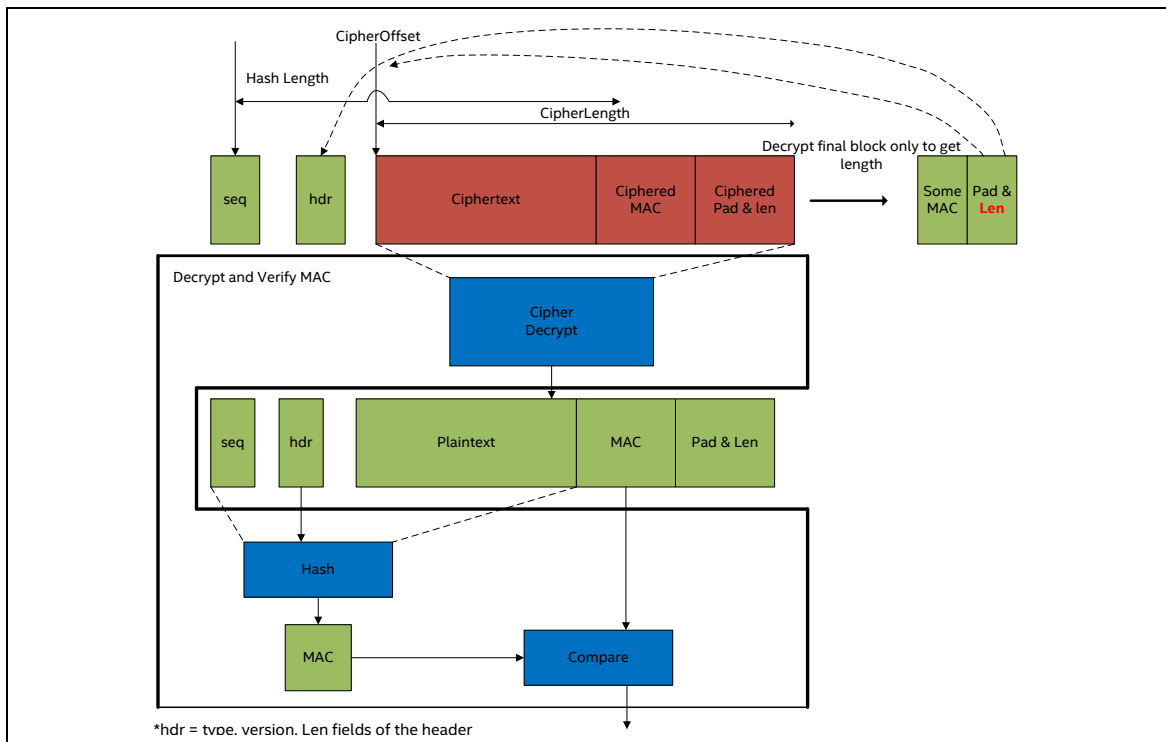 CipherOffset
Hash Length
CipherLength
Decrypt final block only to get
length
seq
hdr
Ciphertext
Ciphered
MAC
Ciphered
Pad & len
Some
MAC
Pad &
Len
Decrypt and Verify MAC
Cipher
Decrypt
seq
hdr
Plaintext
MAC
Pad & Len
Hash
MAC
Compare
*hdr = type, version, Len fields of the header